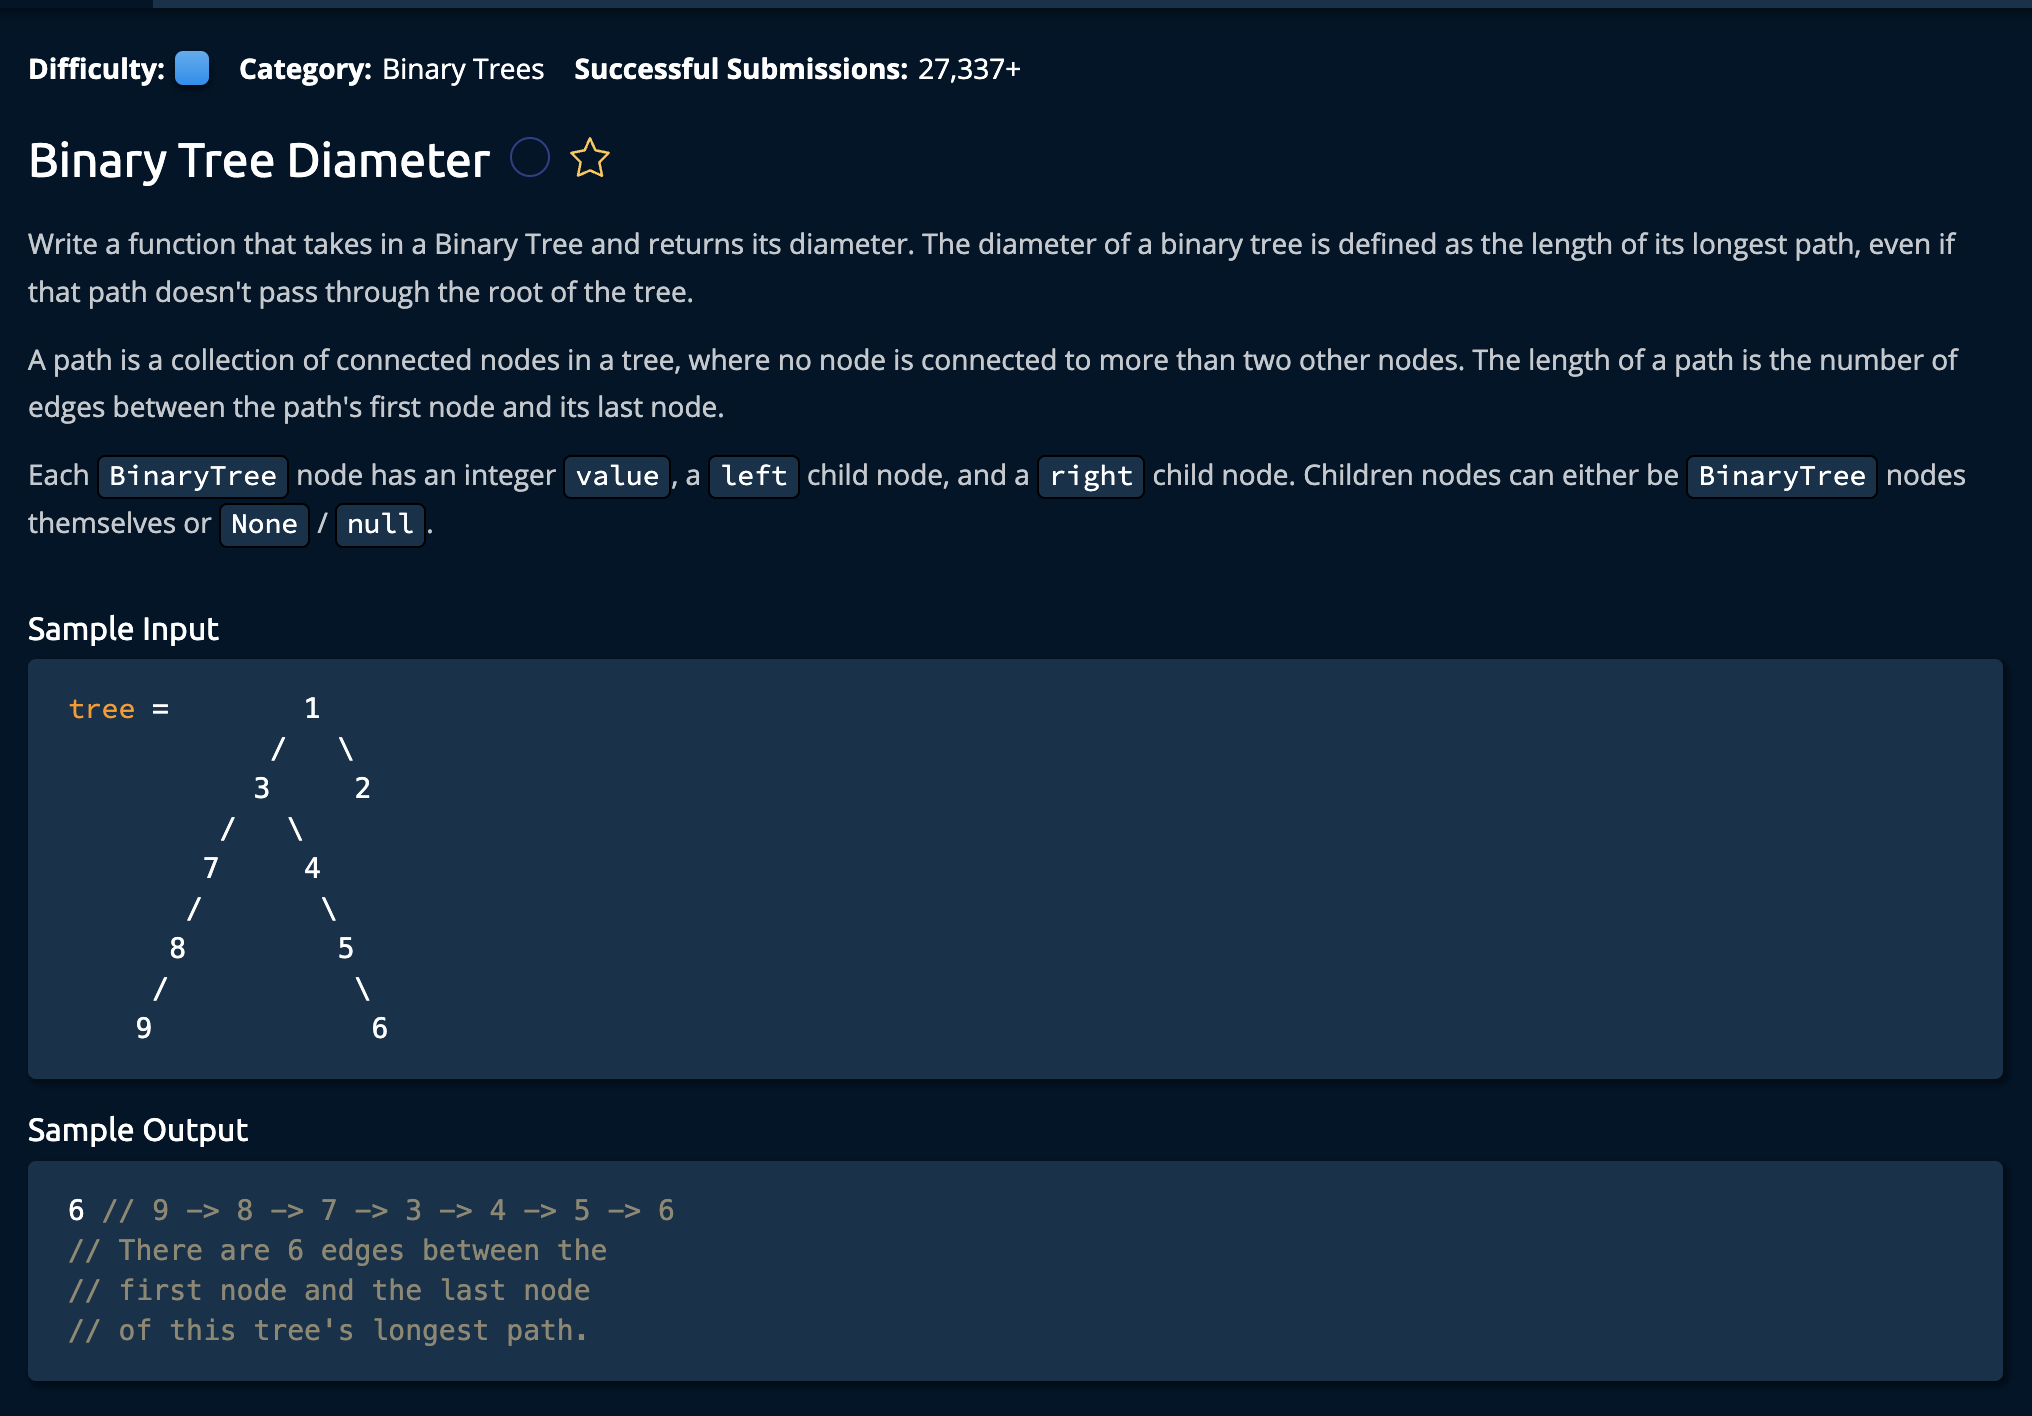 Difficulty: Category: Binary Trees Successful Submissions: 27,337+
Binary Tree Diameter
Write a function that takes in a Binary Tree and returns its diameter. The diameter of a binary tree is defined as the length of its longest path, even if
that path doesn't pass through the root of the tree.
A path is a collection of connected nodes in a tree, where no node is connected to more than two other nodes. The length of a path is the number of
edges between the path's first node and its last node.
Each BinaryTree node has an integer value, a left child node, and a right child node. Children nodes can either be BinaryTree nodes
themselves or None / null.
Sample Input
tree =        1
            /   \
           3     2
         /   \
        7     4
       /       \
      8         5
     /           \
    9             6
Sample Output
6 // 9 -> 8 -> 7 -> 3 -> 4 -> 5 -> 6
// There are 6 edges between the
// first node and the last node
// of this tree's longest path.